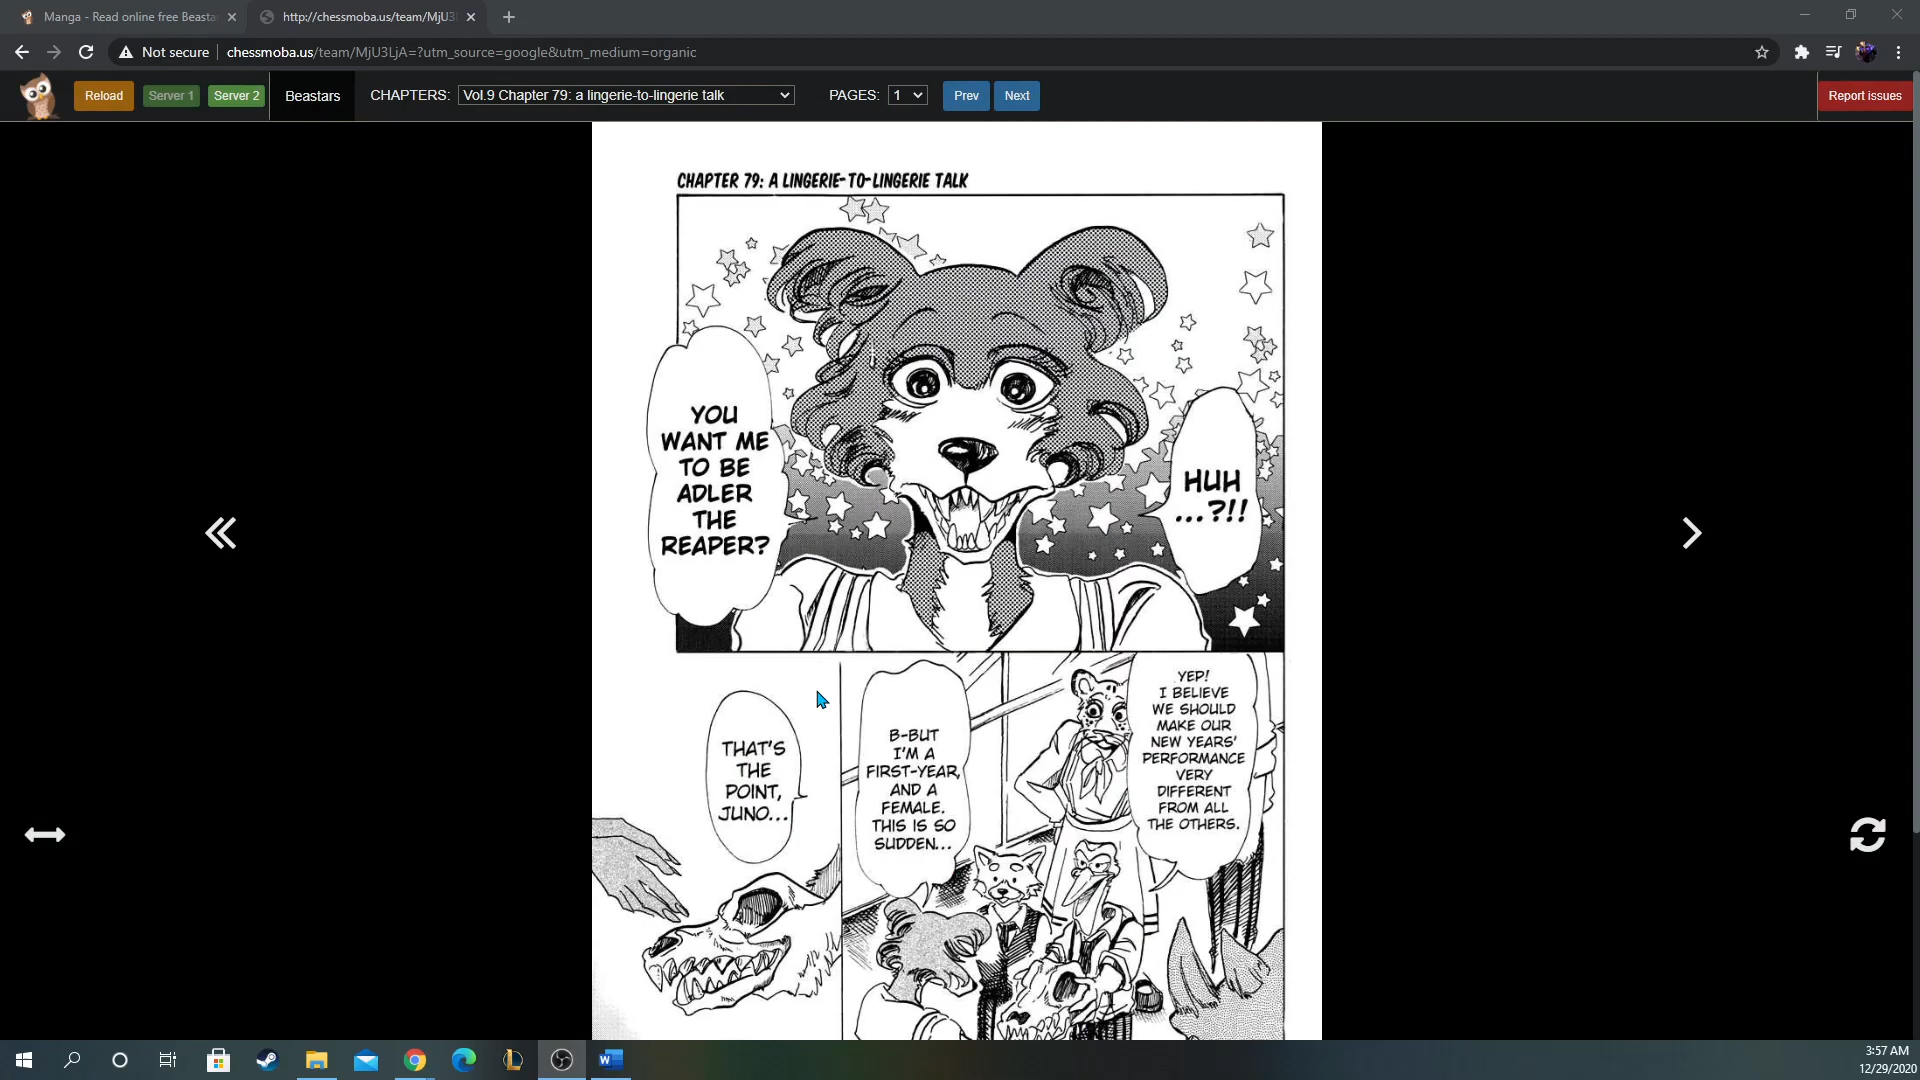 Manga - Read online free Beasta
http://chessmoba.us/team/MjU3L
Not secure
chessmoba.us/team/MjU3LjA=?utm_source=google&utm_medium=organic
Reload
Server 1
Server 2
Beastars
CHAPTERS:
Vol.9 Chapter 79: a lingerie-to-lingerie talk
PAGES:
1
Prev
Next
Report issues
CHAPTER 79: A LINGERIE-TO-LINGERIE TALK
HUH
...?!!
YOU
WANT ME
TO BE
ADLER
THE
REAPER?
YEP!
I BELIEVE
WE SHOULD
MAKE OUR
NEW YEARS'
PERFORMANCE
VERY
DIFFERENT
FROM ALL
THE OTHERS.
B-BUT
I'M A
FIRST-YEAR,
AND A
FEMALE.
THIS IS SO
SUDDEN...
THAT'S
THE
POINT,
JUNO...
3:57 AM
12/29/2020